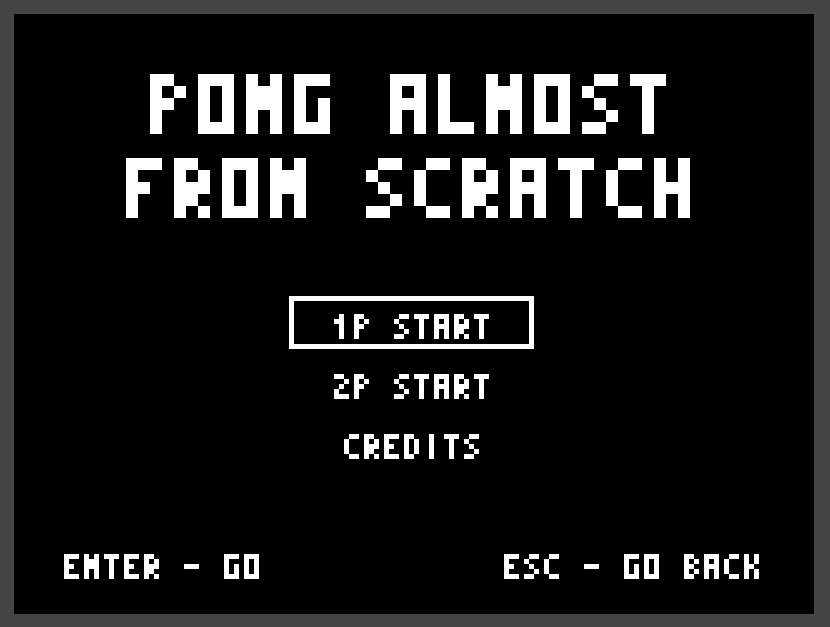 PONG ALMOST
FROM SCRATCH
1P START
2P START
CREDITS
ENTER - GO
ESC - GO BACK